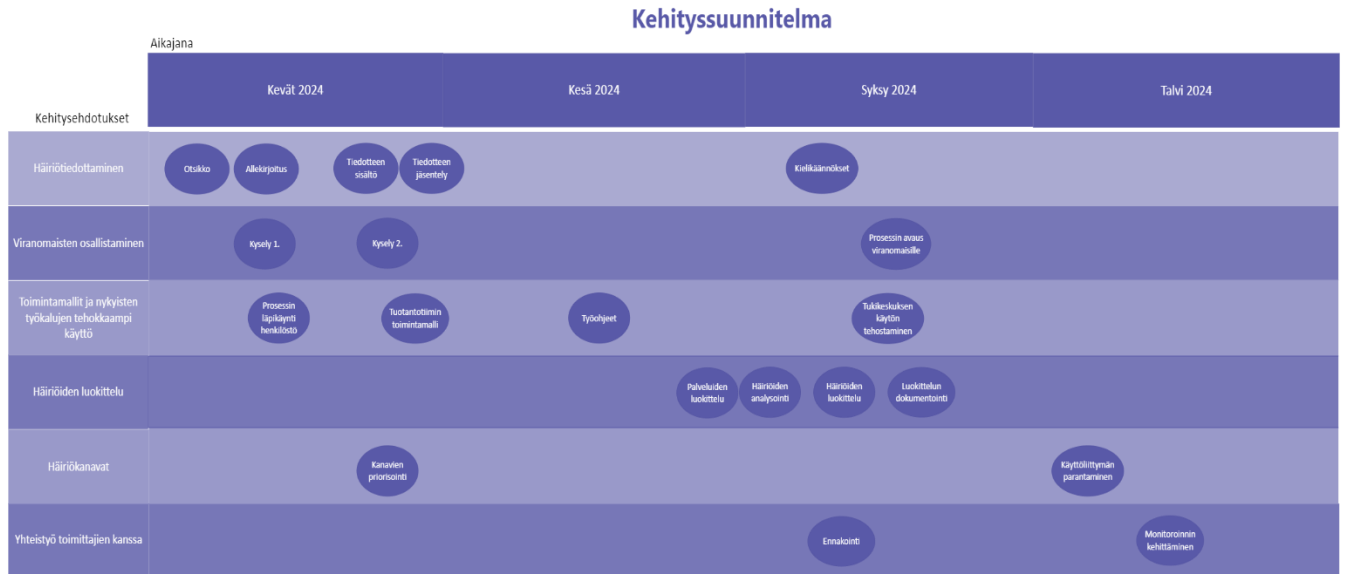 Kehityssuunnitelma
Aikajana
Kevät 2024
Kesä 2024
Syksy 2024
Talvi 2024
Kehitysehdotukset
Häiriötiedottaminen
Otsikko
Allekirjoitus
Tiedotteen
sisältö
Tiedotteen
jäsentely
Kielikäännökset
Viranomaisten osallistaminen
Kysely 1.
Kysely 2.
Prosessin avaus
viranomaisille
Toimintamallit ja nykyisten
työkalujen tehokkaampi
käyttö
Prosessin
läpikäynti
henkilöstö
Tuotantotiimin
toimintamalli
Työohjeet
Tukikeskuksen
käytön
tehostaminen
Häiriöiden luokittelu
Palveluiden
luokittelu
Häiriöiden
analysointi
Häiriöiden
luokittelu
Luokittelun
dokumentointi
Häiriökanavat
Kanavien
priorisointi
Käyttöliittymän
parantaminen
Yhteistyö toimittajien kanssa
Ennakointi
Monitoroinnin
kehittäminen